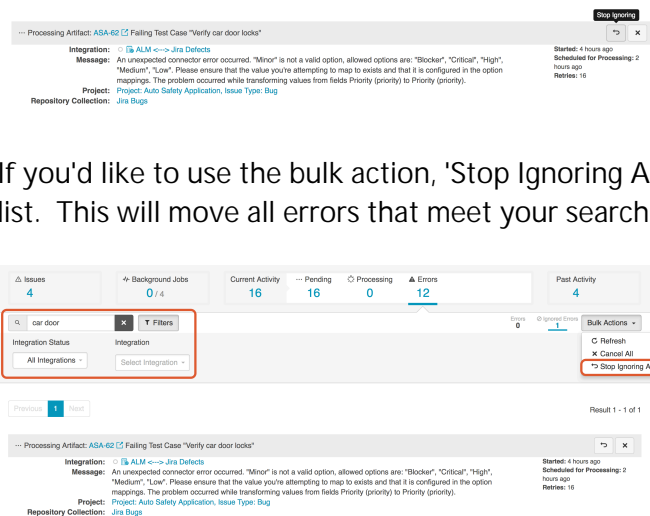 Stop Ignoring
··· Processing Artifact: ASA-62 Failing Test Case "Verify car door locks"
Integration: ALM <---> Jira Defects
Message: An unexpected connector error occurred. "Minor" is not a valid option, allowed options are: "Blocker", "Critical", "High",
"Medium", "Low". Please ensure that the value you're attempting to map to exists and that it is configured in the option
mappings. The problem occurred while transforming values from fields Priority (priority) to Priority (priority).
Project: Project: Auto Safety Application, Issue Type: Bug
Repository Collection: Jira Bugs
Started: 4 hours ago
Scheduled for Processing: 2
hours ago
Retries: 16
If you'd like to use the bulk action, 'Stop Ignoring A
list. This will move all errors that meet your search
Issues Background Jobs Current Activity ··· Pending Processing Errors Past Activity
4 0 / 4 16 16 0 12 4
car door Filters
Errors Ignored Errors Bulk Actions
0 1
Integration Status Integration
All Integrations Select Integration
Refresh
Cancel All
Stop Ignoring A
Previous 1 Next
Result 1 - 1 of 1
··· Processing Artifact: ASA-62 Failing Test Case "Verify car door locks"
Integration: ALM <---> Jira Defects
Message: An unexpected connector error occurred. "Minor" is not a valid option, allowed options are: "Blocker", "Critical", "High",
"Medium", "Low". Please ensure that the value you're attempting to map to exists and that it is configured in the option
mappings. The problem occurred while transforming values from fields Priority (priority) to Priority (priority).
Project: Project: Auto Safety Application, Issue Type: Bug
Repository Collection: Jira Bugs
Started: 4 hours ago
Scheduled for Processing: 2
hours ago
Retries: 16